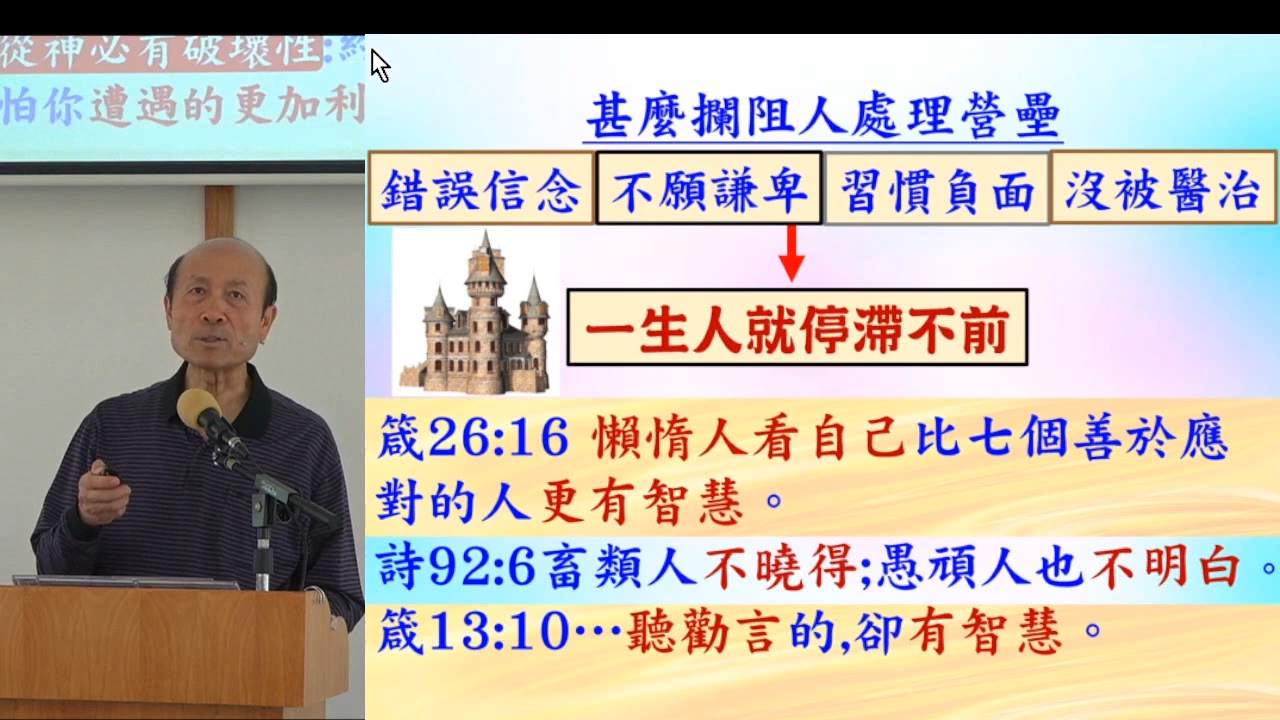 從神必有破壞性:
怕你遭遇的更加利
甚麼攔阻人處理營壘
錯誤信念 不願謙卑 習慣負面 沒被醫治
一生人就停滯不前
箴26:16 懶惰人看自己比七個善於應
對的人更有智慧。
詩92:6畜類人不曉得;愚頑人也不明白。
箴13:10…聽勸言的,卻有智慧。